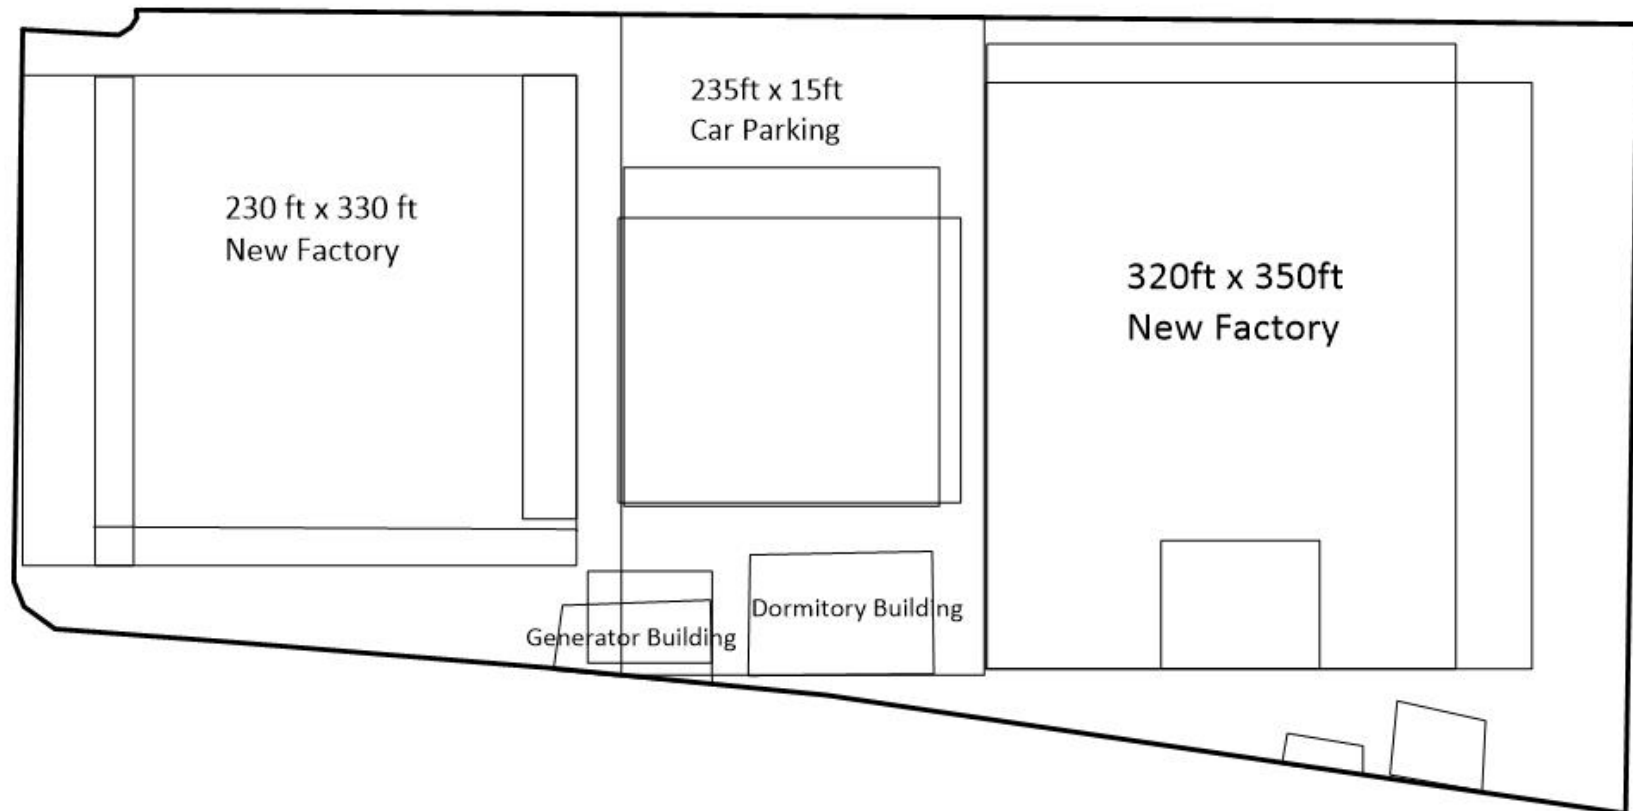 235ft x 15ft
Car Parking
230 ft x 330 ft
New Factory
320ft x 350ft
New Factory
Dormitory Building
Generator Building